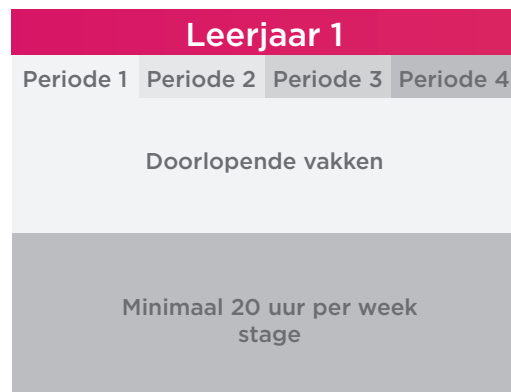 Leerjaar 1
Periode 1 Periode 2 Periode 3 Periode 4
Doorlopende vakken
Minimaal 20 uur per week
stage